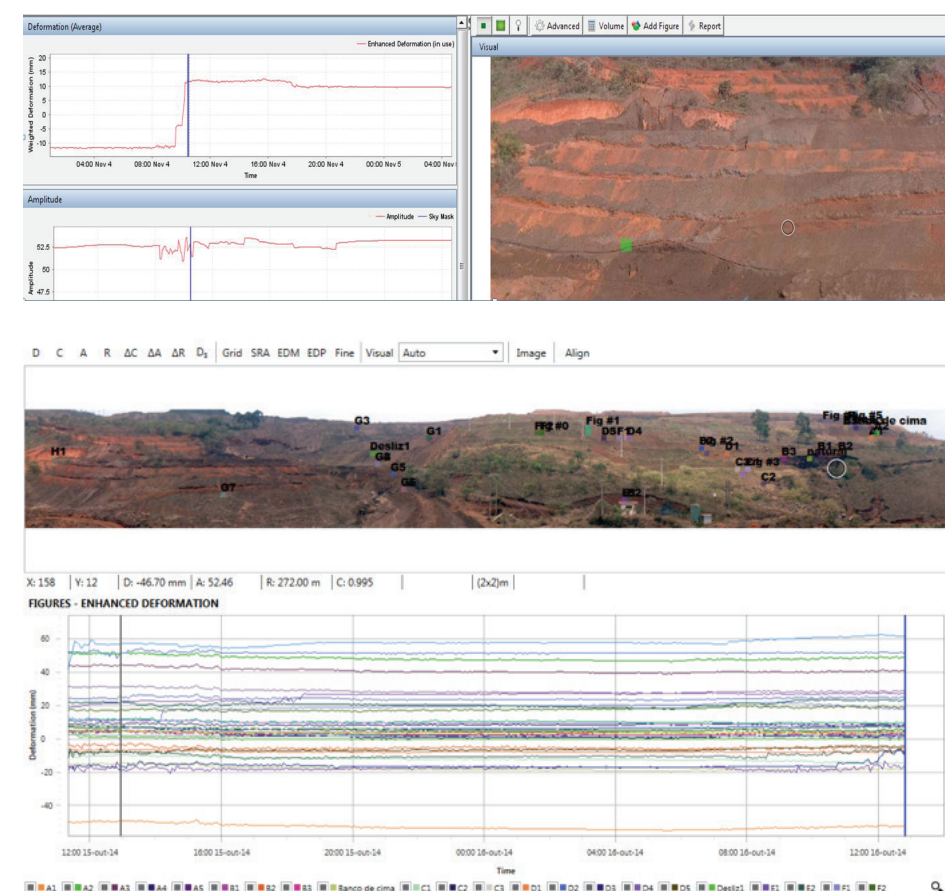 Deformation (Average)
Enhanced Deformation (in use)
Weighted Deformation (mm)
20
15
10
5
0
-5
-10
04:00 Nov 4 08:00 Nov 4 12:00 Nov 4 16:00 Nov 4 20:00 Nov 4 00:00 Nov 5 04:00 Nov
Time
Amplitude
Amplitude Sky Mask
Amplitude
52.5
50
47.5
Advanced Volume Add Figure Report
Visual
D C A R ΔC ΔA ΔR Grid SRA EDM EDP Fine Visual Auto Image Align
H1
G3
G1
Desliz1
G5
G7
Fig #1
D4
D1
B3
B1 B2
natural
C2
de cima
X: 158 Y: 12 D: -46.70 mm A: 52.46 R: 272.00 m C: 0.995 (2x2)m
FIGURES - ENHANCED DEFORMATION
Deformation (mm)
60
40
20
0
-20
-40
12:00 15-out-14 16:00 15-out-14 20:00 15-out-14 00:00 16-out-14 04:00 16-out-14 08:00 16-out-14 12:00 16-out-14
Time
A1 A2 A3 A4 A5 B1 B2 B3 Banco de cima C1 C2 C3 D1 D2 D3 D4 D5 Desliz1 E1 E2 F1 F2